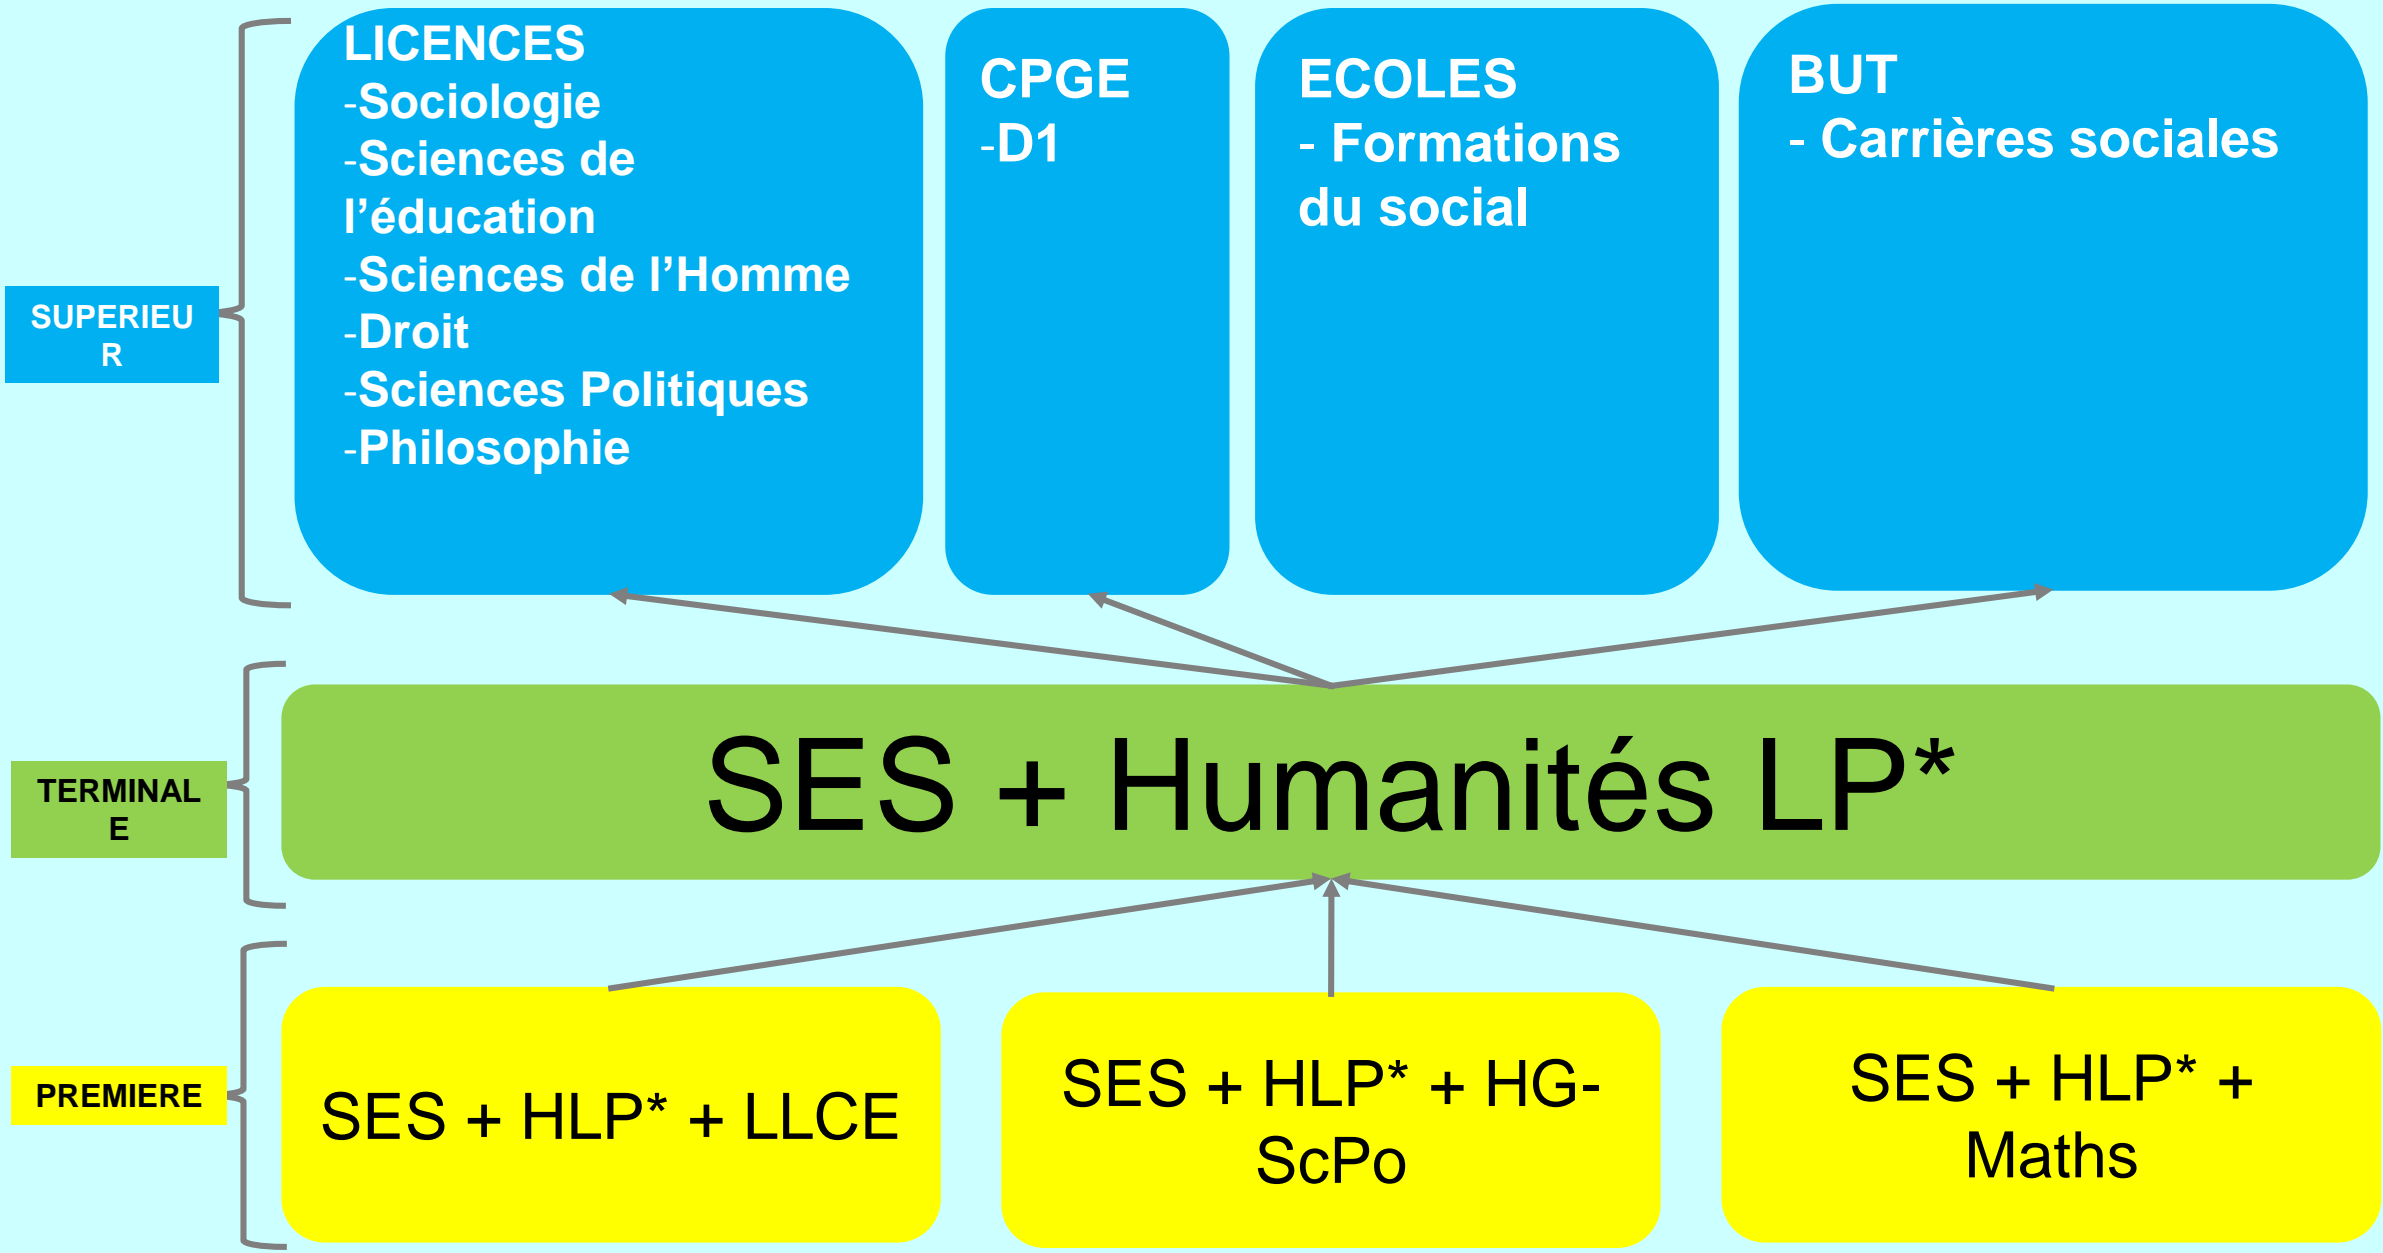 LICENCES
-Sociologie
-Sciences de
l’éducation
-Sciences de l’Homme
-Droit
-Sciences Politiques
-Philosophie
CPGE
-D1
ECOLES
- Formations
du social
BUT
- Carrières sociales
SUPERIEU
R
TERMINAL
E
SES + Humanités LP*
PREMIERE
SES + HLP* + LLCE
SES + HLP* + HG-
ScPo
SES + HLP* +
Maths